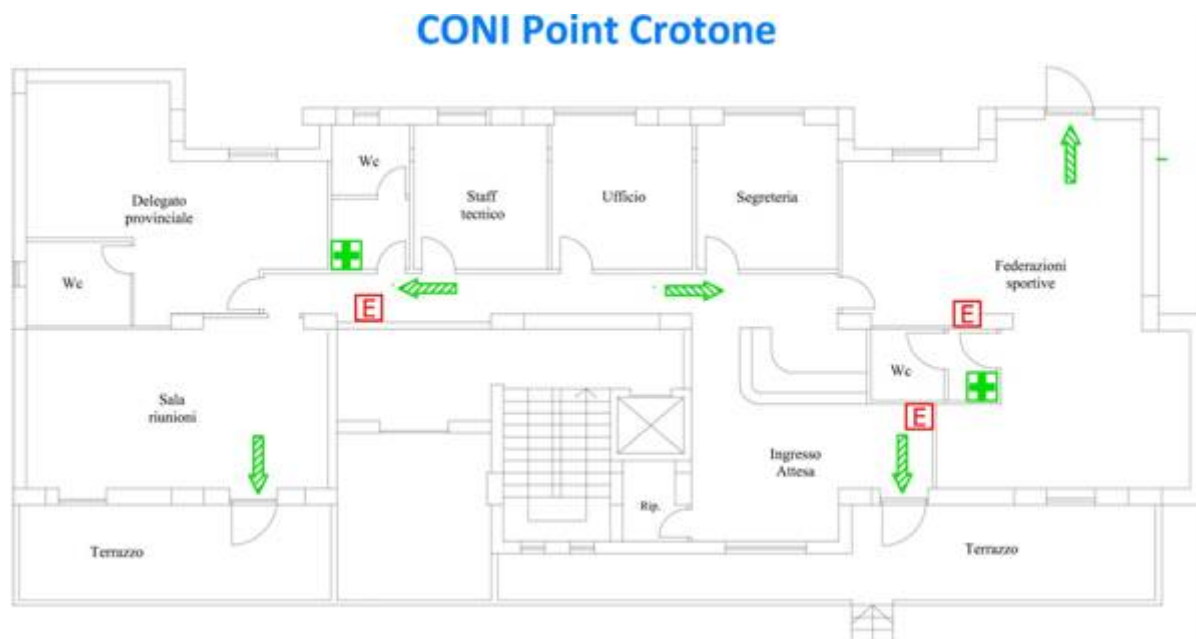 CONI Point Crotone
Wc
Staff
tecnico
Ufficio
Segreteria
Delegato
provinciale
Wc
Federazioni
sportive
E
E
Wc
Sala
riunioni
E
Ingresso
Attesa
Rip.
Terrazzo
Terrazzo